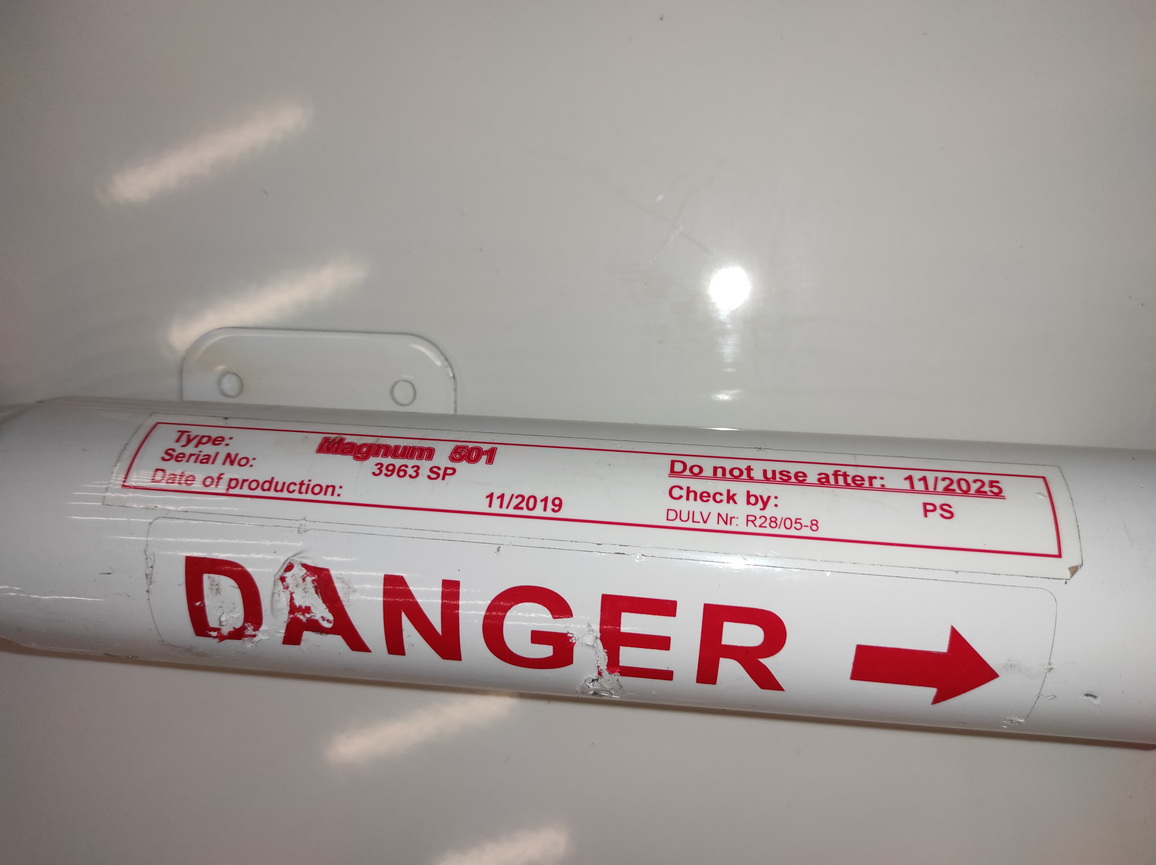 Type: Magnum 501
Serial No: 3963 SP
Date of production: 11/2019
Do not use after: 11/2025
Check by: PS
DULV Nr: R28/05-8
DANGER